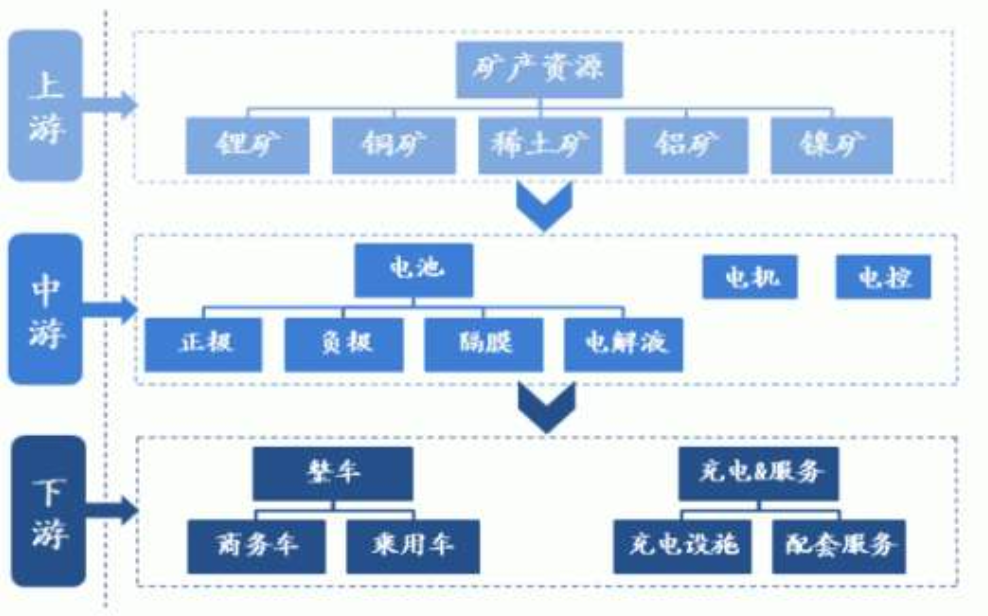 上游
矿产资源
锂矿
铜矿
稀土矿
铝矿
镍矿
中游
电池
电机
电控
正极
负极
隔膜
电解液
下游
整车
充电&服务
商务车
乘用车
充电设施
配套服务